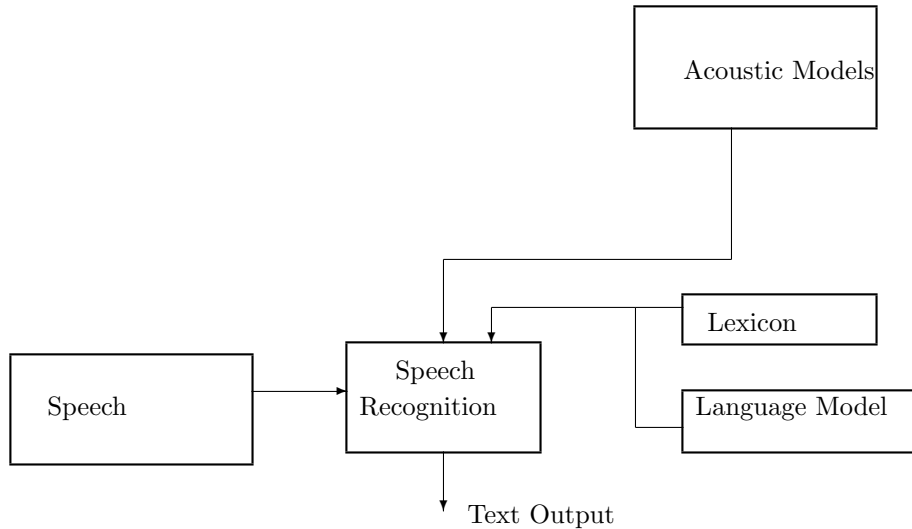 Acoustic Models
Lexicon
Speech
Recognition
Speech
Language Model
Text Output